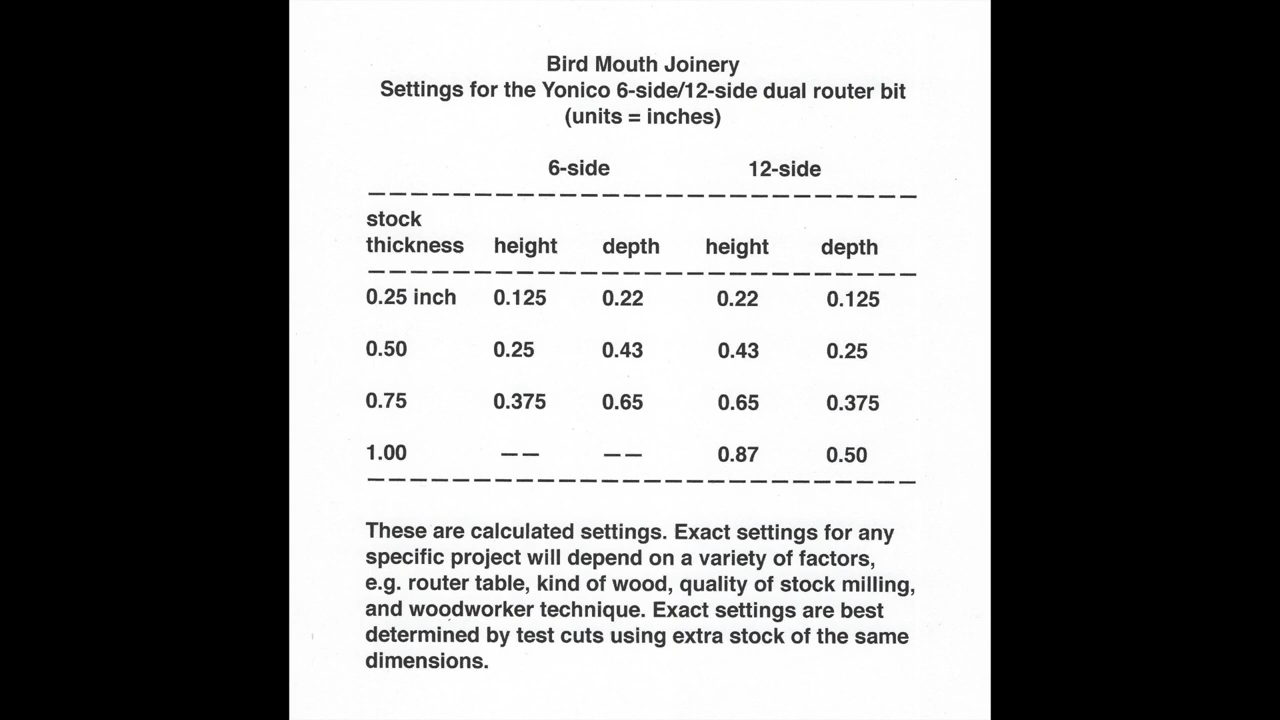 Bird Mouth Joinery
Settings for the Yonico 6-side/12-side dual router bit
(units = inches)
6-side 12-side
stock
thickness height depth height depth
0.25 inch 0.125 0.22 0.22 0.125
0.50 0.25 0.43 0.43 0.25
0.75 0.375 0.65 0.65 0.375
1.00 –– –– 0.87 0.50
These are calculated settings. Exact settings for any
specific project will depend on a variety of factors,
e.g. router table, kind of wood, quality of stock milling,
and woodworker technique. Exact settings are best
determined by test cuts using extra stock of the same
dimensions.